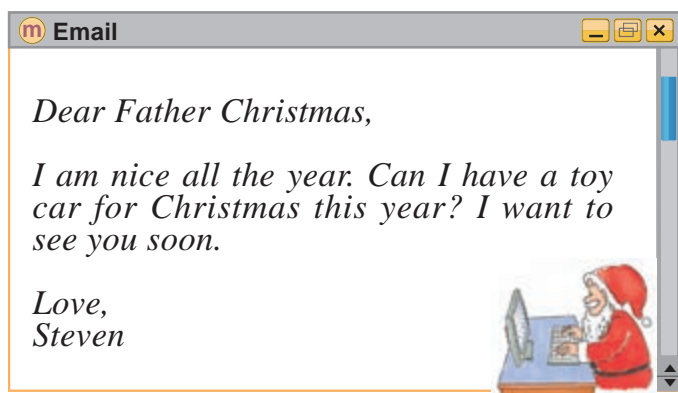 m Email
Dear Father Christmas,
I am nice all the year. Can I have a toy
car for Christmas this year? I want to
see you soon.
Love,
Steven